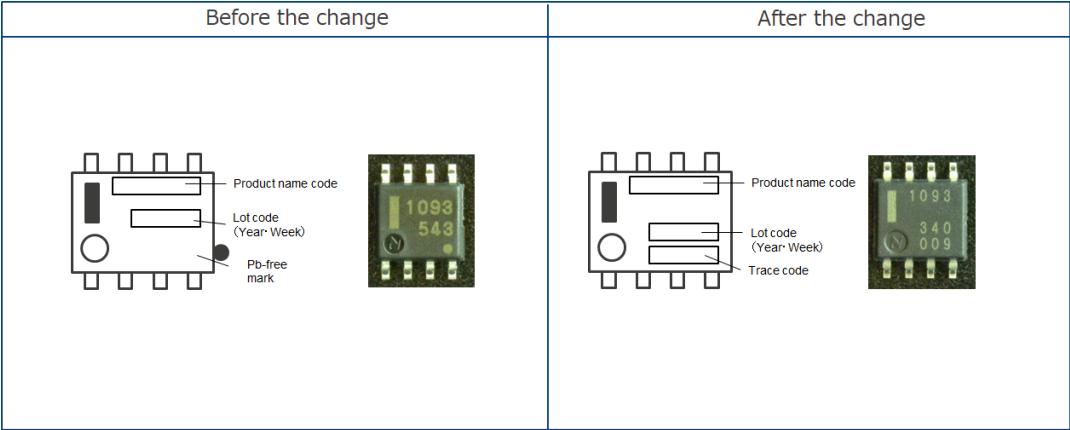 Before the change
After the change
Product name code
Lot code
(Year・Week)
Pb-free
mark
1093
543
N
Product name code
Lot code
(Year・Week)
Trace code
1093
340
009
N